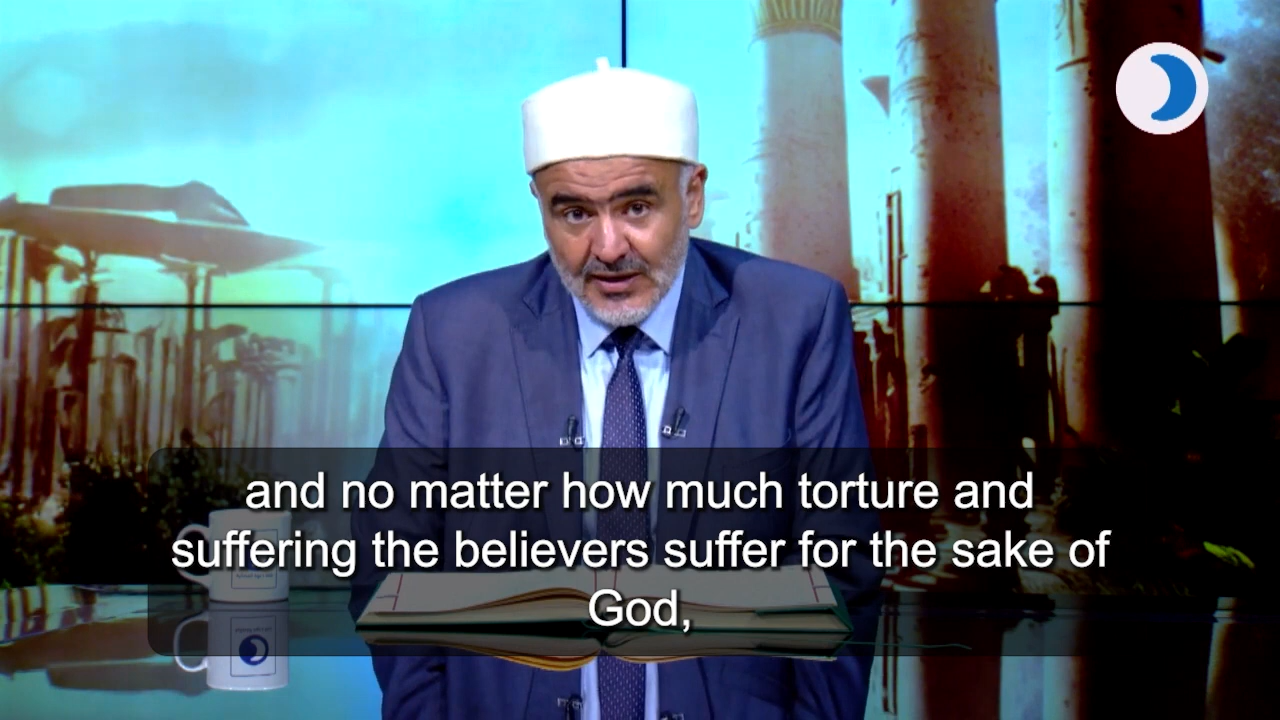 and no matter how much torture and
suffering the believers suffer for the sake of
God,